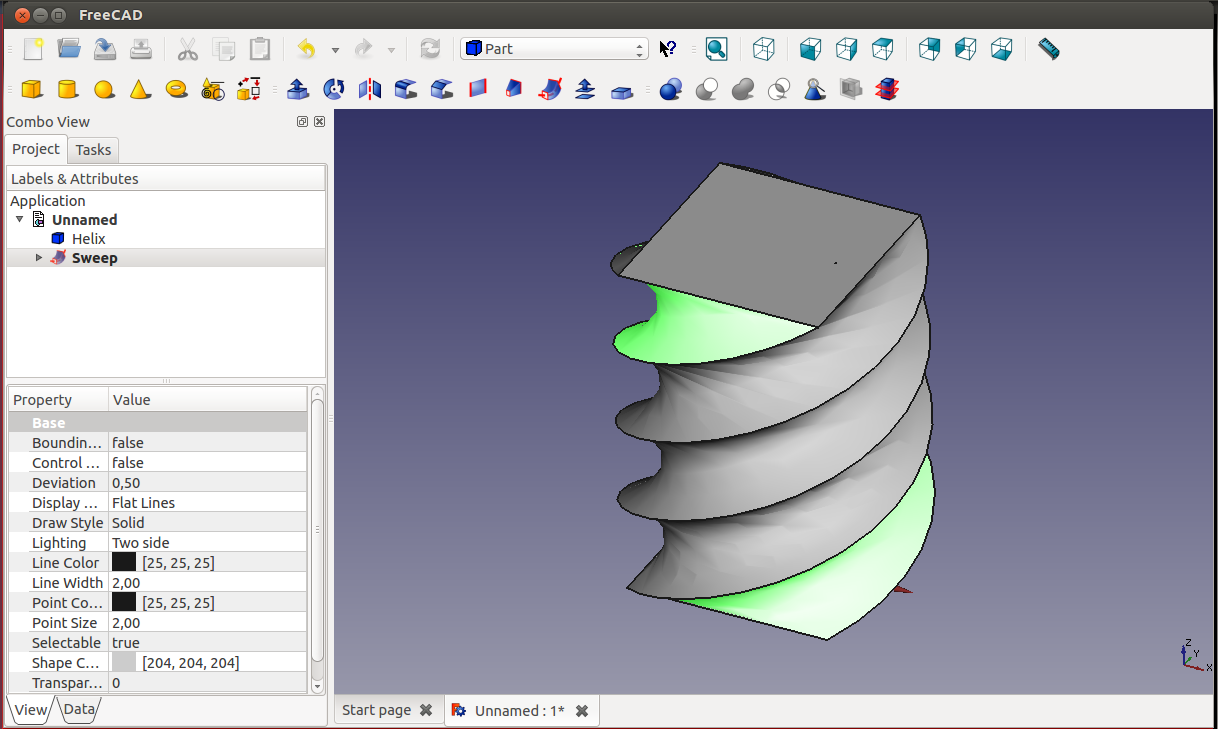 FreeCAD
Part
Combo View
Project Tasks
Labels & Attributes
Application
Unnamed
Helix
Sweep
Property Value
Base
Boundin... false
Control ... false
Deviation 0,50
Display ... Flat Lines
Draw Style Solid
Lighting Two side
Line Color [25, 25, 25]
Line Width 2,00
Point Co... [25, 25, 25]
Point Size 2,00
Selectable true
Shape C... [204, 204, 204]
Transpar... 0
View Data
Z
Y
X
Start page Unnamed : 1*